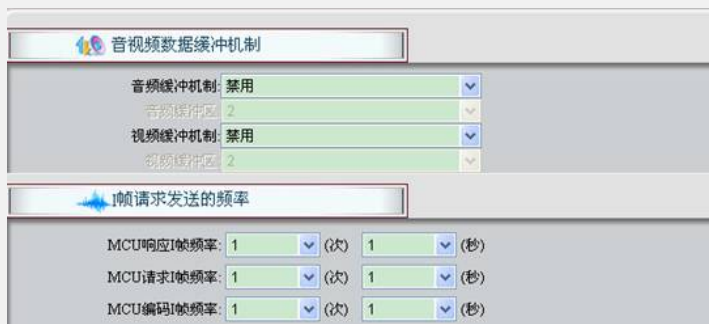 音视频数据缓冲机制
音频缓冲机制: 禁用
音频缓冲区: 2
视频缓冲机制: 禁用
视频缓冲区: 2
I帧请求发送的频率
MCU响应I帧频率: 1 (次) 1 (秒)
MCU请求I帧频率: 1 (次) 1 (秒)
MCU编码I帧频率: 1 (次) 1 (秒)